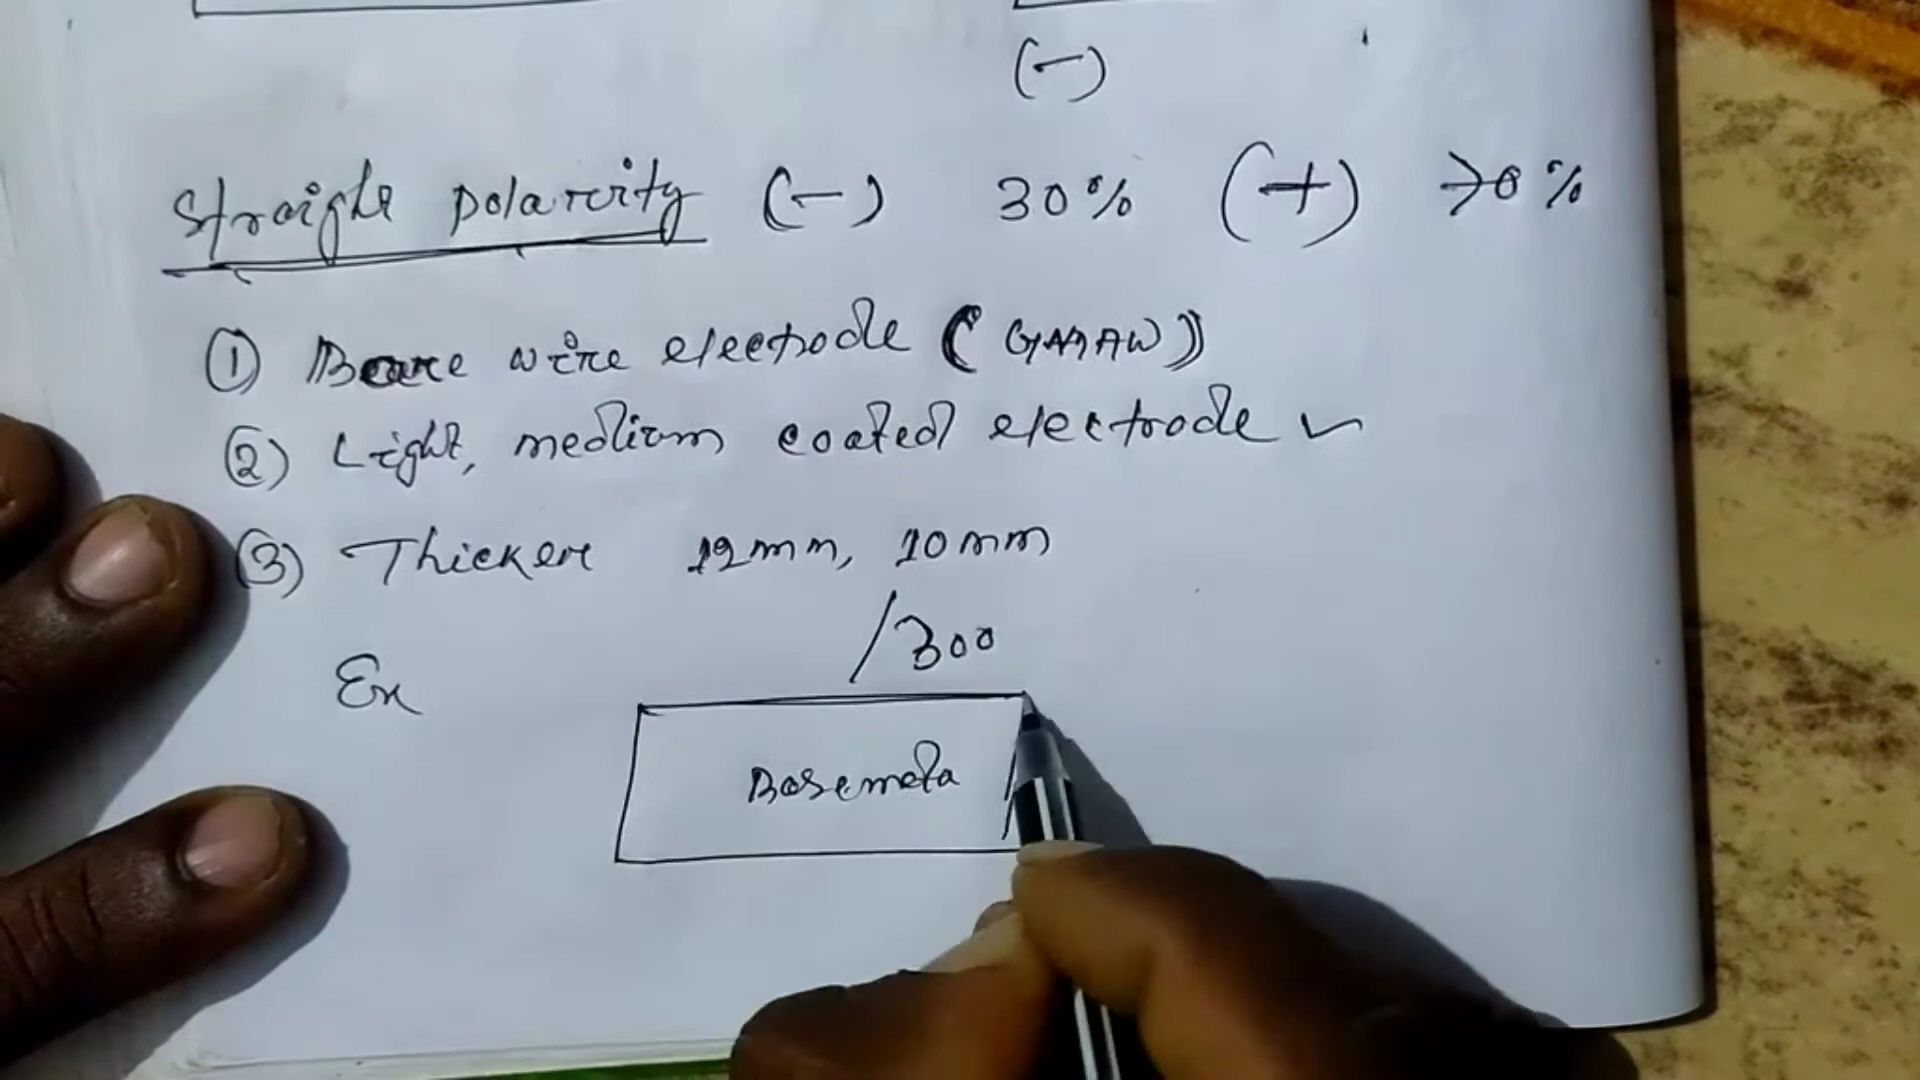 (-)
Straight polarity (-) 30% (+) 70%
① Bare wire electrode (GMAW)
② Light, medium coated electrode
③ Thicker 12mm, 10mm
300
Ex
Basemeta